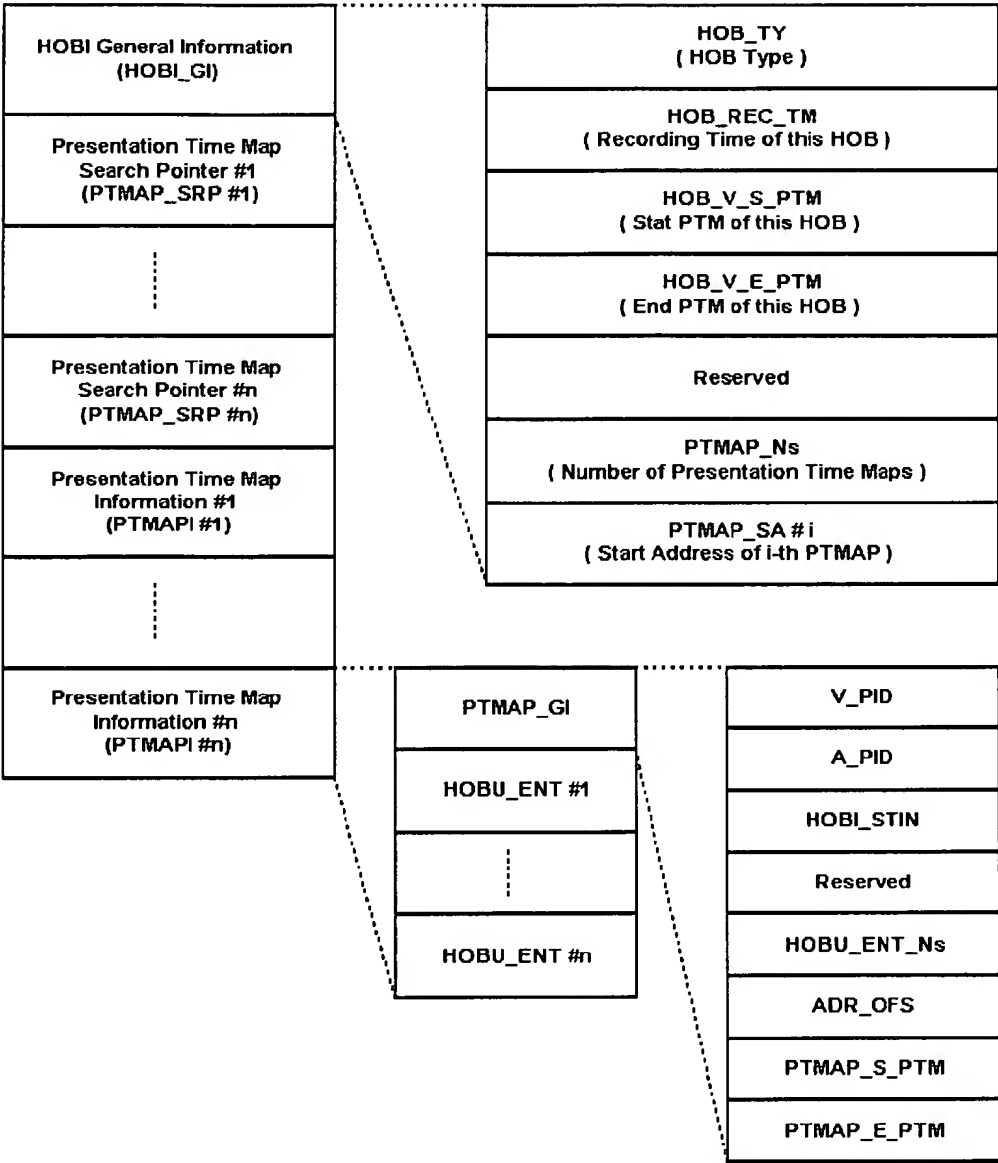 HOBI General Information
(HOBI_GI)
Presentation Time Map
Search Pointer #1
(PTMAP_SRP #1)
Presentation Time Map
Search Pointer #n
(PTMAP_SRP #n)
Presentation Time Map
Information #1
(PTMAPI #1)
Presentation Time Map
Information #n
(PTMAPI #n)
HOB_TY
( HOB Type )
HOB_REC_TM
( Recording Time of this HOB )
HOB_V_S_PTM
( Stat PTM of this HOB )
HOB_V_E_PTM
( End PTM of this HOB )
Reserved
PTMAP_Ns
( Number of Presentation Time Maps )
PTMAP_SA # i
( Start Address of i-th PTMAP )
PTMAP_GI
HOBU_ENT #1
HOBU_ENT #n
V_PID
A_PID
HOBI_STIN
Reserved
HOBU_ENT_Ns
ADR_OFS
PTMAP_S_PTM
PTMAP_E_PTM